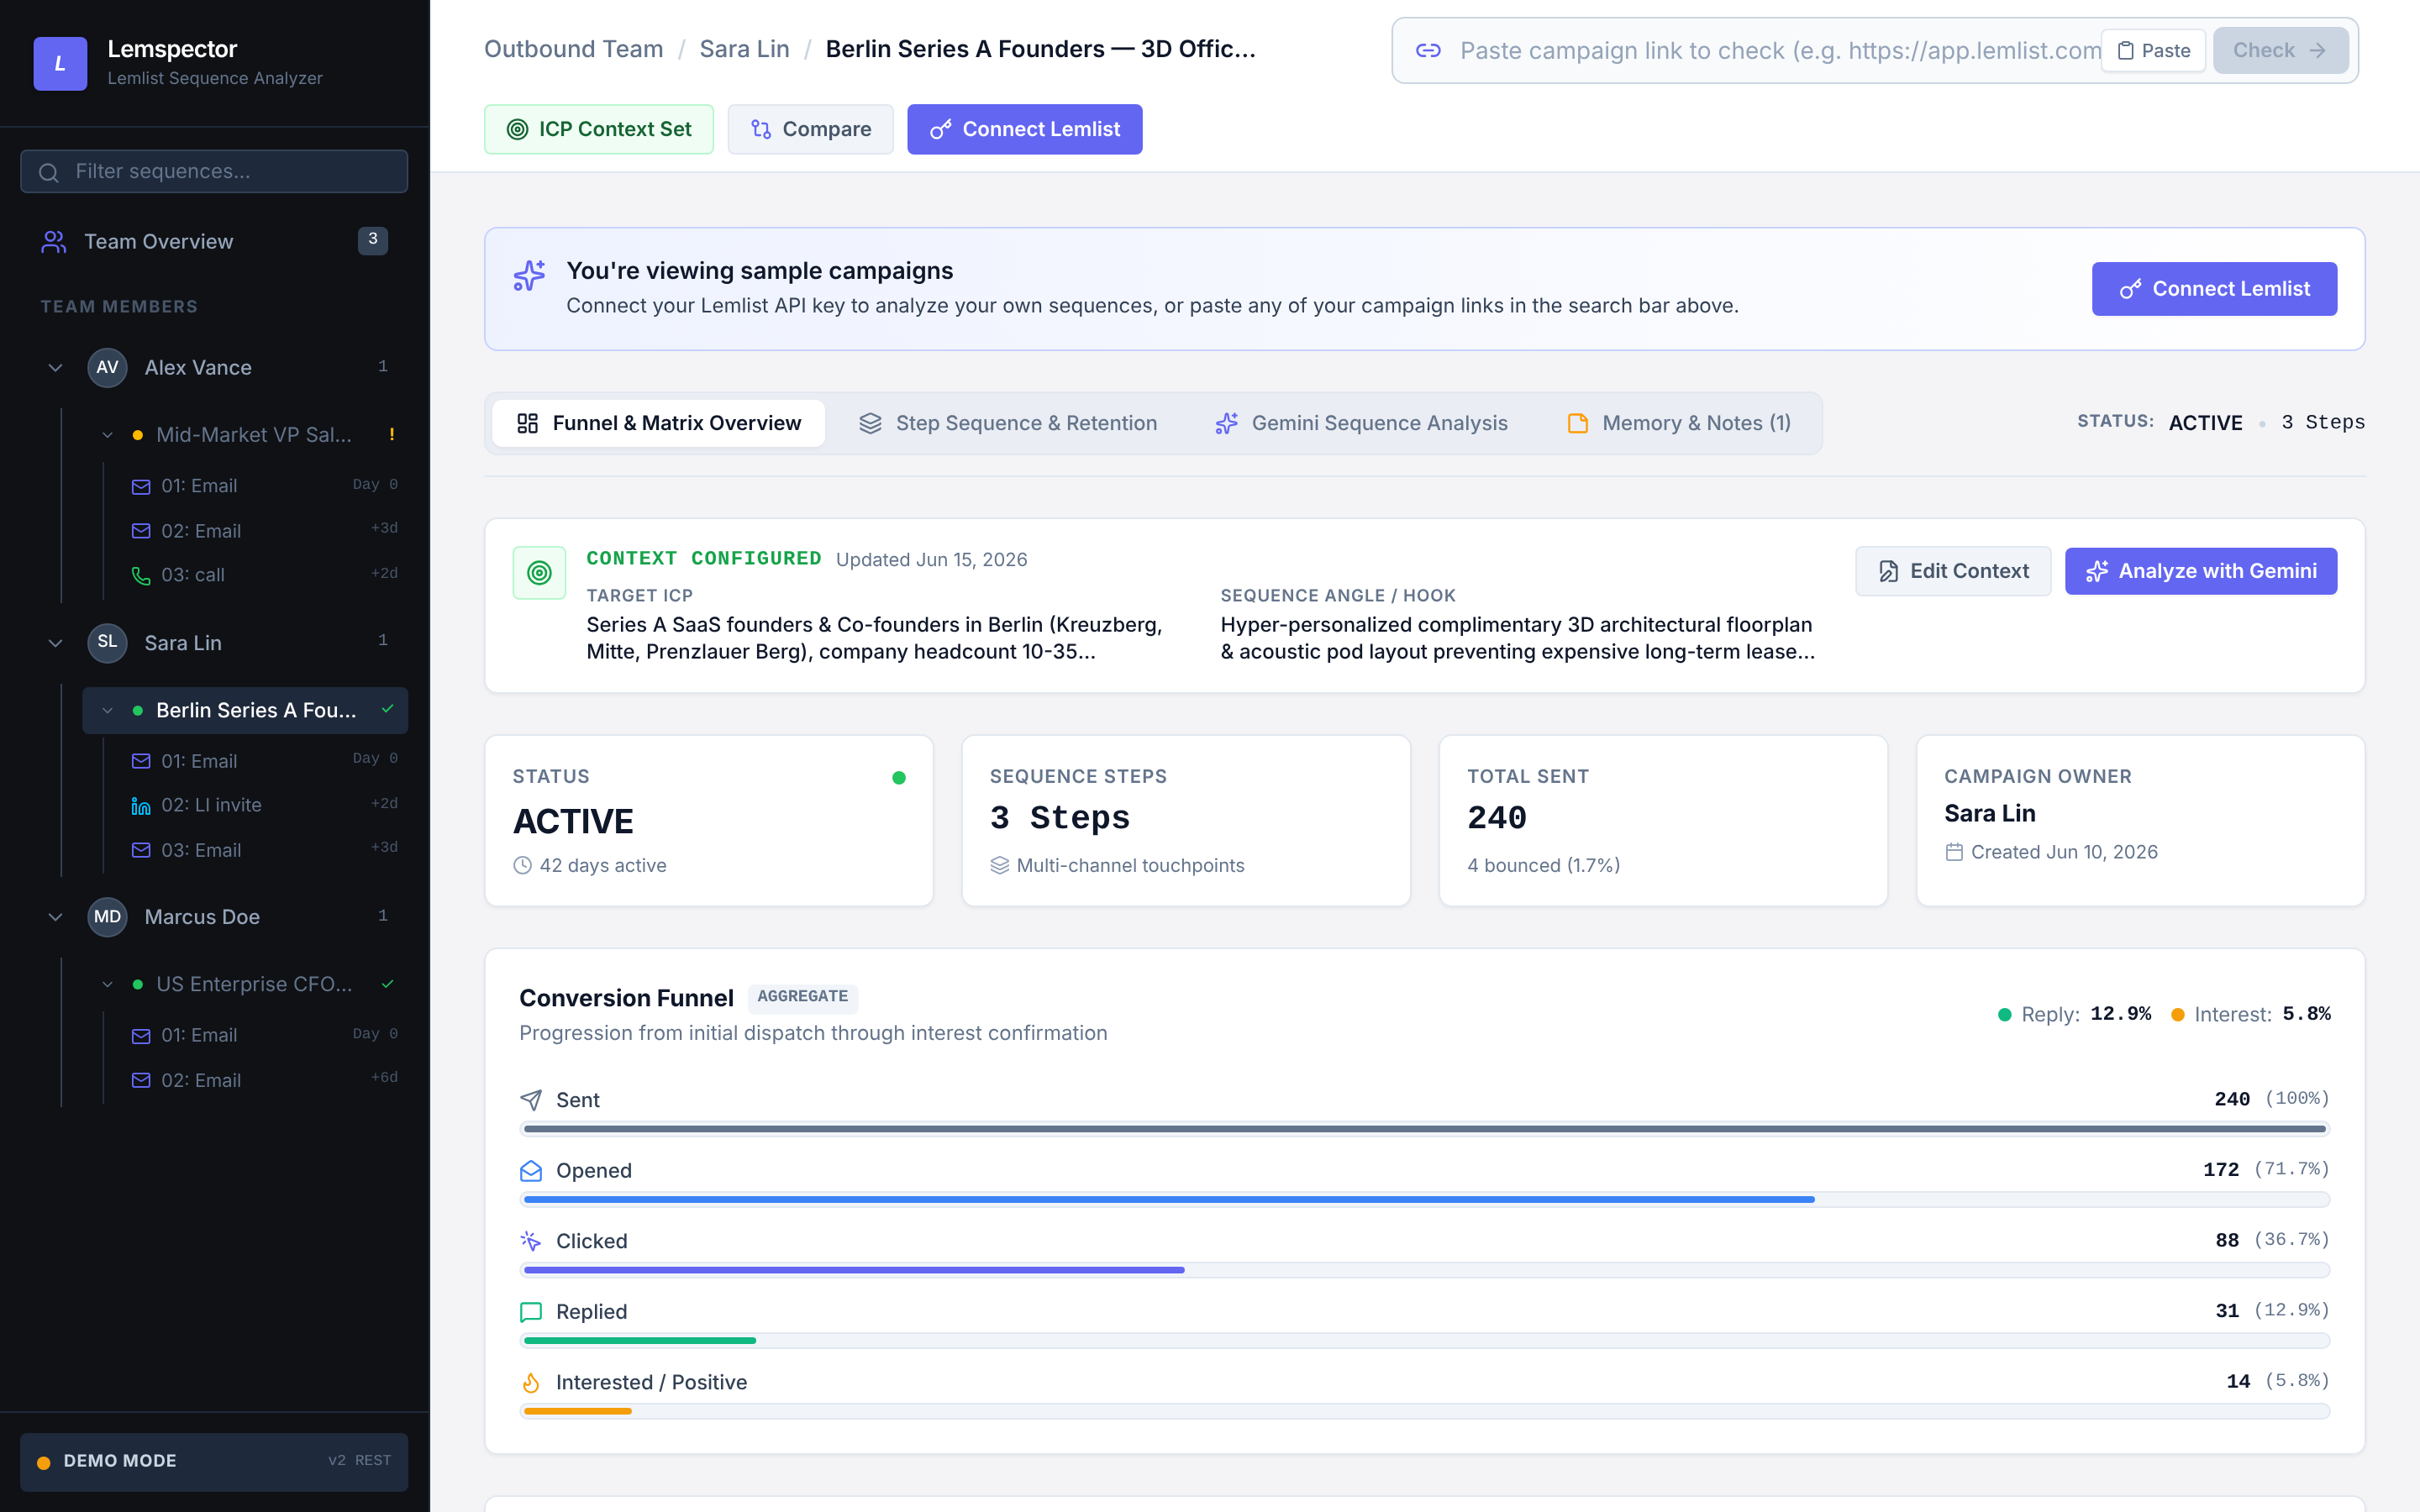 L
Lemspector
Lemlist Sequence Analyzer
Filter sequences...
Team Overview 3
TEAM MEMBERS
AV Alex Vance 1
Mid-Market VP Sal... !
01: Email Day 0
02: Email +3d
03: call +2d
SL Sara Lin 1
Berlin Series A Fou...
01: Email Day 0
02: LI invite +2d
03: Email +3d
MD Marcus Doe 1
US Enterprise CFO...
01: Email Day 0
02: Email +6d
DEMO MODE v2 REST
Outbound Team / Sara Lin / Berlin Series A Founders — 3D Offic...
Paste campaign link to check (e.g. https://app.lemlist.com Paste Check
ICP Context Set Compare Connect Lemlist
You're viewing sample campaigns
Connect your Lemlist API key to analyze your own sequences, or paste any of your campaign links in the search bar above.
Connect Lemlist
Funnel & Matrix Overview Step Sequence & Retention Gemini Sequence Analysis Memory & Notes (1)
STATUS: ACTIVE • 3 Steps
CONTEXT CONFIGURED Updated Jun 15, 2026
Edit Context Analyze with Gemini
TARGET ICP
Series A SaaS founders & Co-founders in Berlin (Kreuzberg,
Mitte, Prenzlauer Berg), company headcount 10-35...
SEQUENCE ANGLE / HOOK
Hyper-personalized complimentary 3D architectural floorplan
& acoustic pod layout preventing expensive long-term lease...
STATUS
ACTIVE
42 days active
SEQUENCE STEPS
3 Steps
Multi-channel touchpoints
TOTAL SENT
240
4 bounced (1.7%)
CAMPAIGN OWNER
Sara Lin
Created Jun 10, 2026
Conversion Funnel AGGREGATE
Progression from initial dispatch through interest confirmation
Reply: 12.9% Interest: 5.8%
Sent 240 (100%)
Opened 172 (71.7%)
Clicked 88 (36.7%)
Replied 31 (12.9%)
Interested / Positive 14 (5.8%)